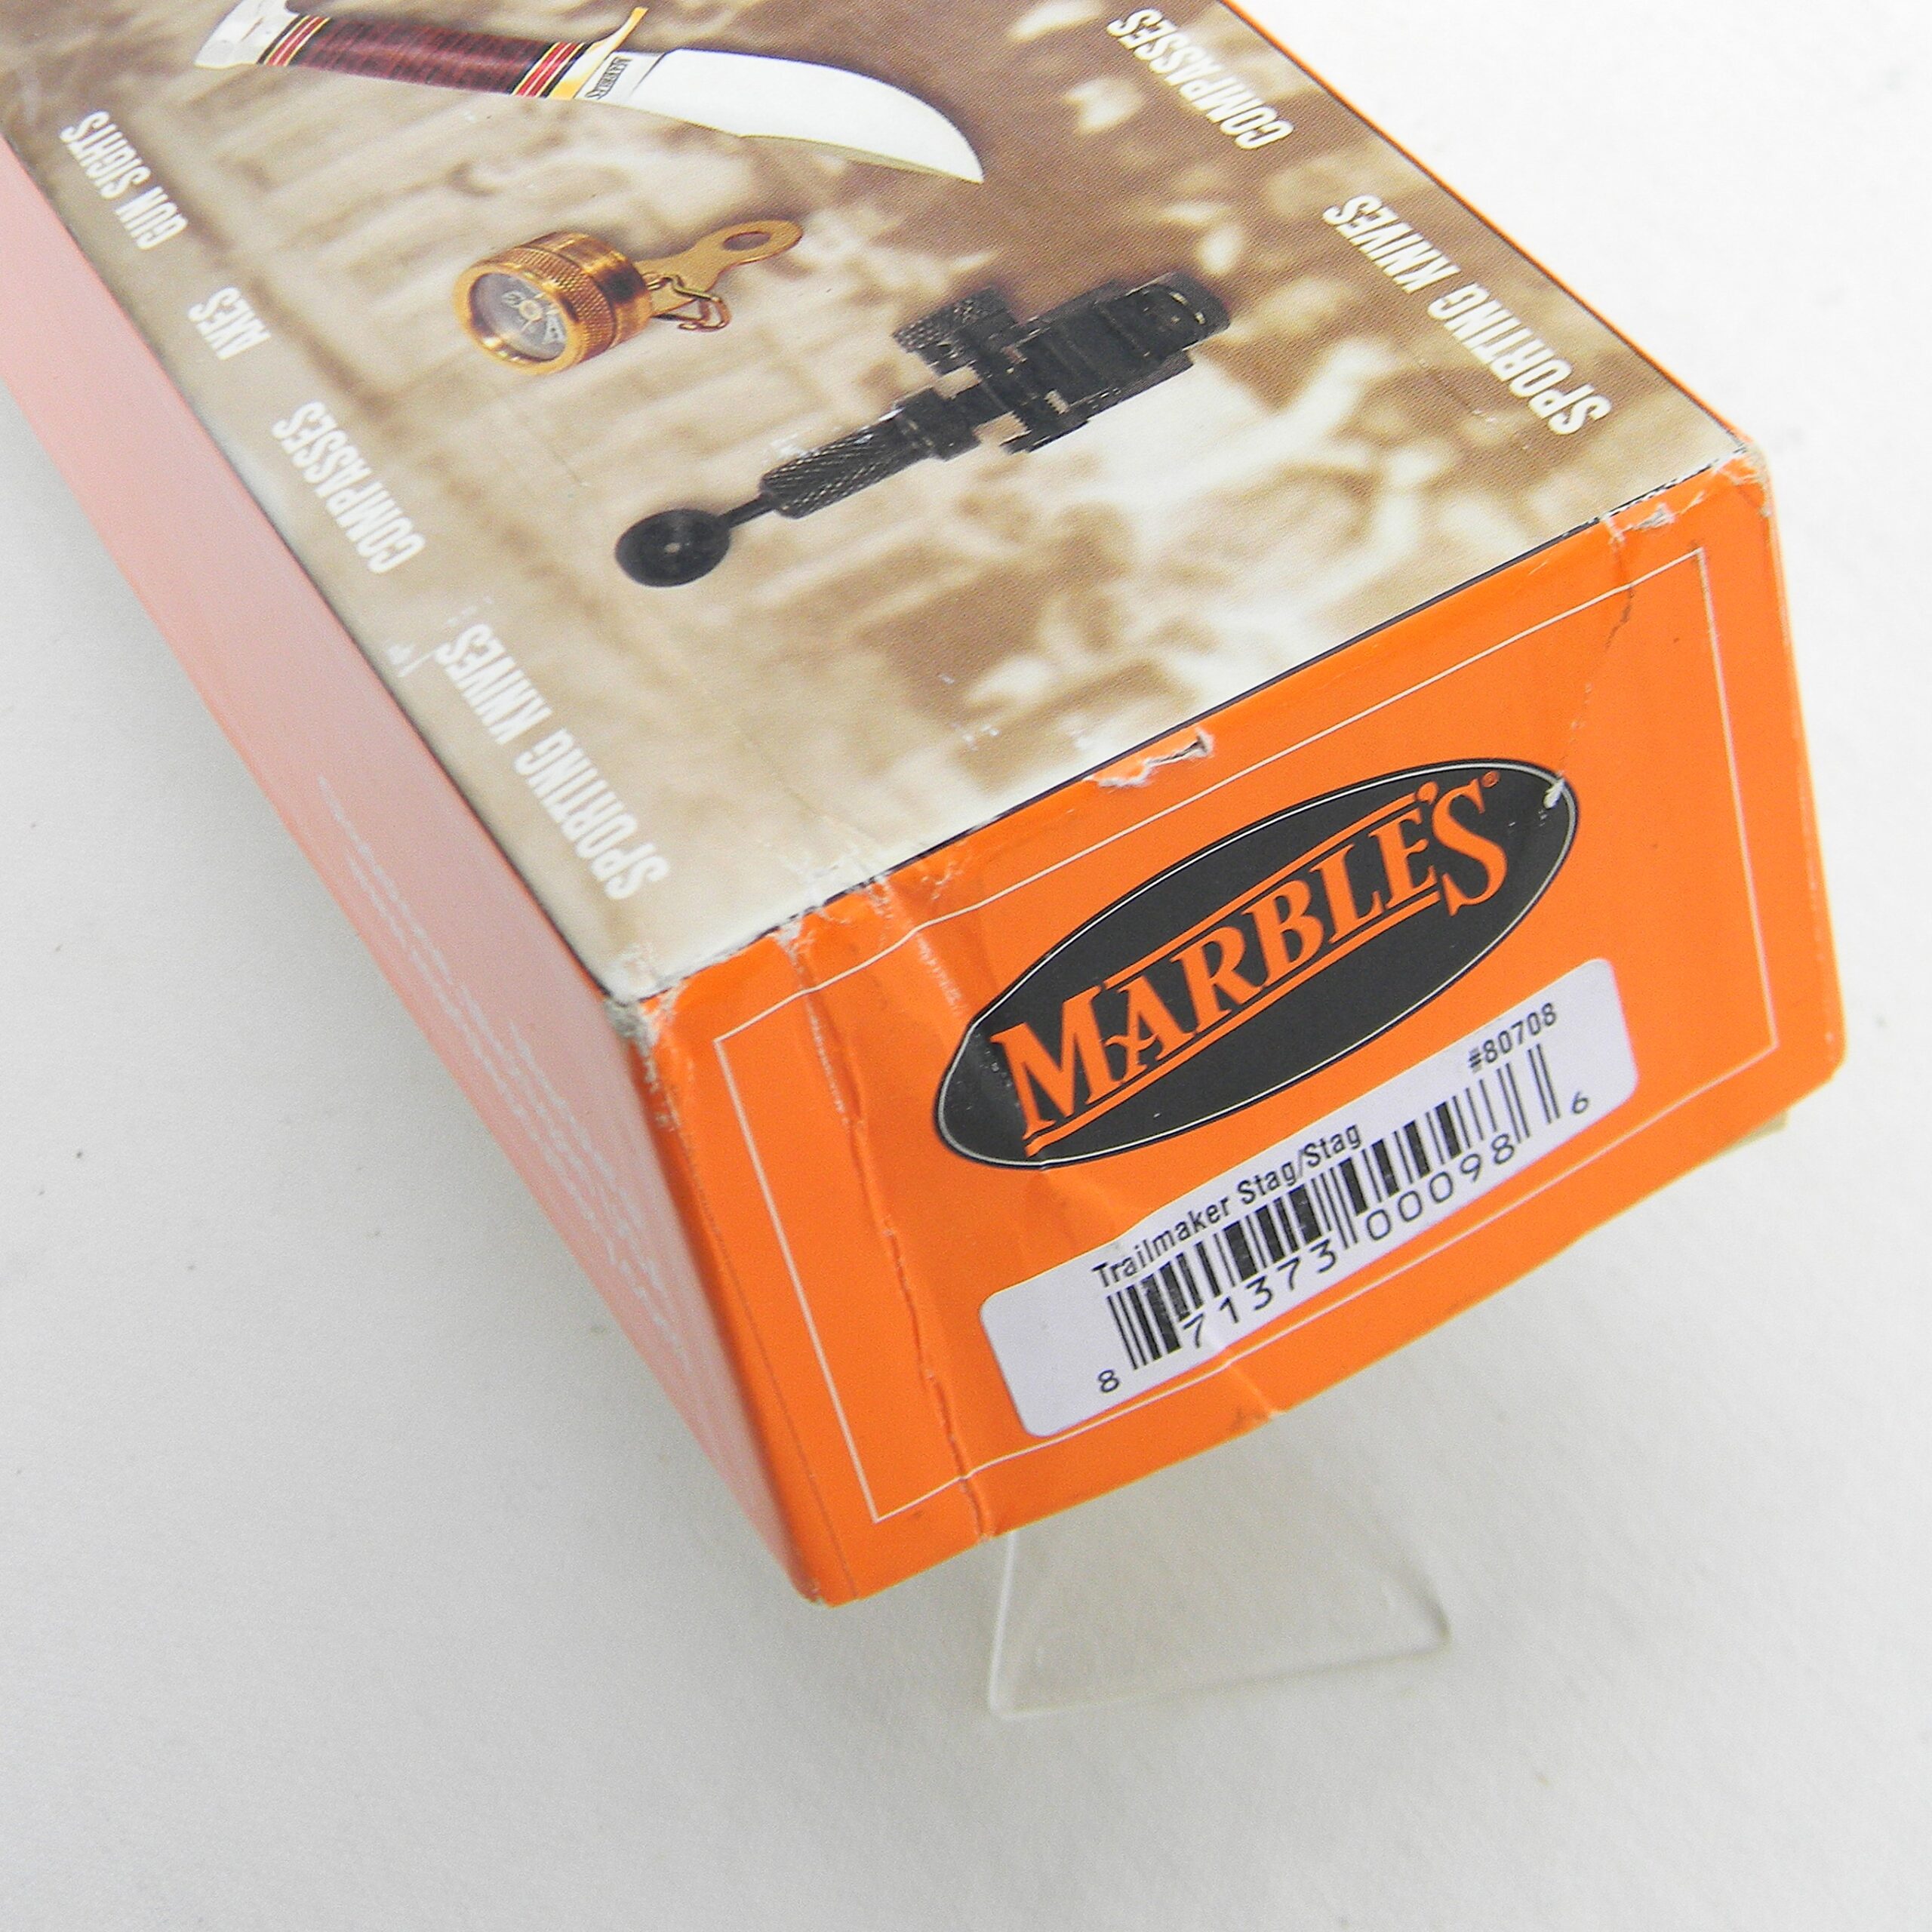 COMPASSES
SPORTING KNIVES
GUN SIGHTS
AXES
COMPASSES
SPORTING KNIVES
MARBLE'S®
#80708
Trailmaker Stag/Stag
8 71373 00098 6